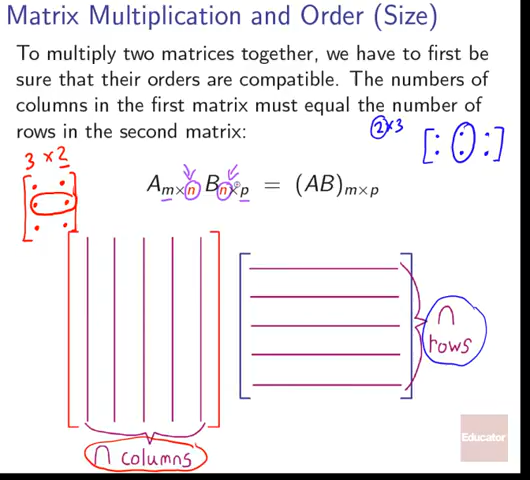 Matrix Multiplication and Order (Size)
To multiply two matrices together, we have to first be
sure that their orders are compatible. The numbers of
columns in the first matrix must equal the number of
rows in the second matrix:
2×3
3 × 2
A_{m×n} B_{n×p} = (AB)_{m×p}
n
rows
n columns
Educator